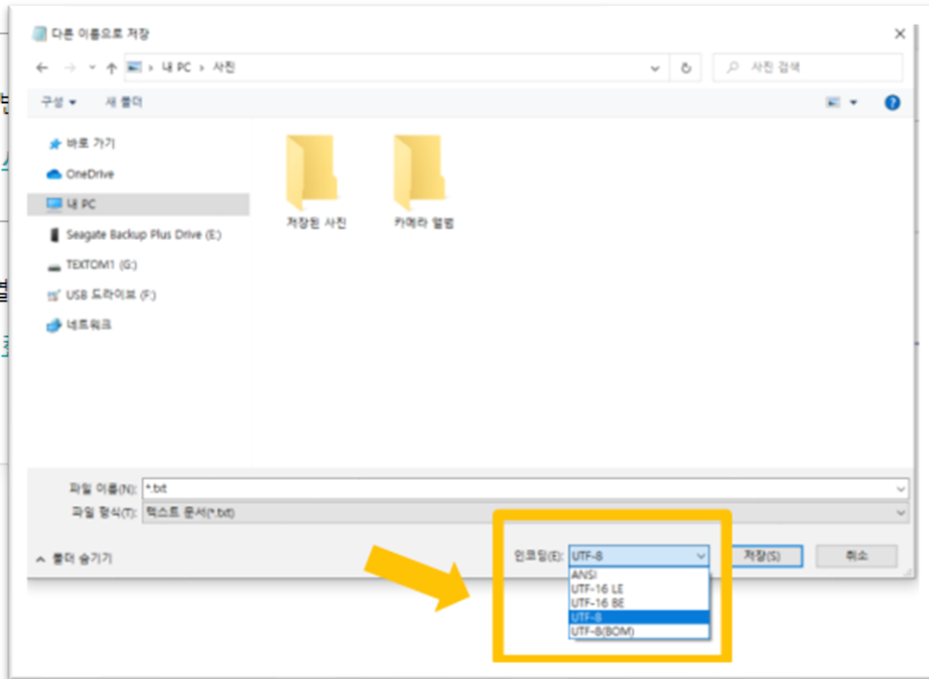 다른 이름으로 저장
내 PC > 사진
사진 검색
구성
새 폴더
바로 가기
OneDrive
내 PC
Seagate Backup Plus Drive (E:)
TEXTOM1 (G:)
USB 드라이브 (F:)
네트워크
저장된 사진
카메라 앨범
파일 이름(N): *.txt
파일 형식(T): 텍스트 문서(*.txt)
폴더 숨기기
인코딩(E): UTF-8
저장(S)
취소
ANSI
UTF-16 LE
UTF-16 BE
UTF-8
UTF-8(BOM)